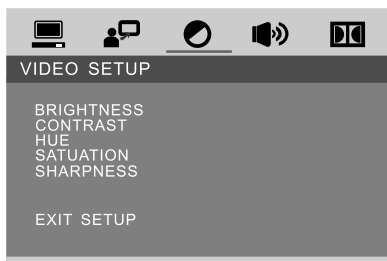 VIDEO SETUP
BRIGHTNESS
CONTRAST
HUE
SATUATION
SHARPNESS
EXIT SETUP